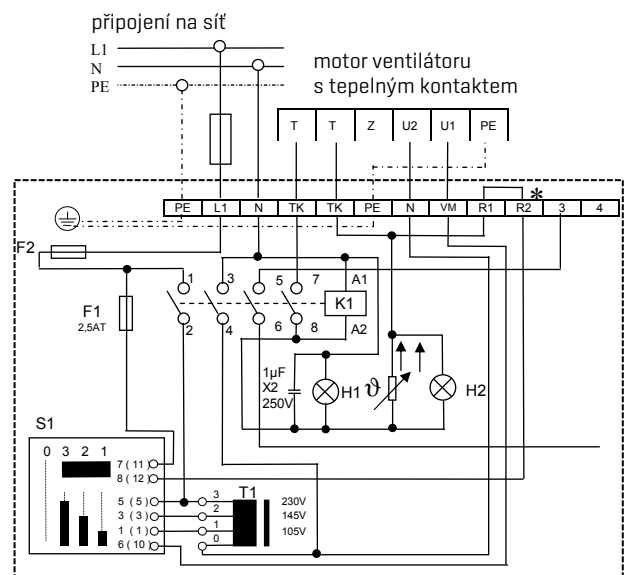 připojení na síť
L1
N
PE
motor ventilátoru
s tepelným kontaktem
T T Z U2 U1 PE
*
PE L1 N TK TK PE N VM R1 R2 3 4
F2
1 3 5 7 A1
K1
2 4 6 8 A2
F1
2,5AT
1µF
X2
250V
H1
ϑ
H2
S1
0 3 2 1
7 ( 11 )
8 ( 12 )
5 ( 5 )
3 ( 3 )
1 ( 1 )
6 ( 10 )
T1
3 230V
2 145V
1 105V
0